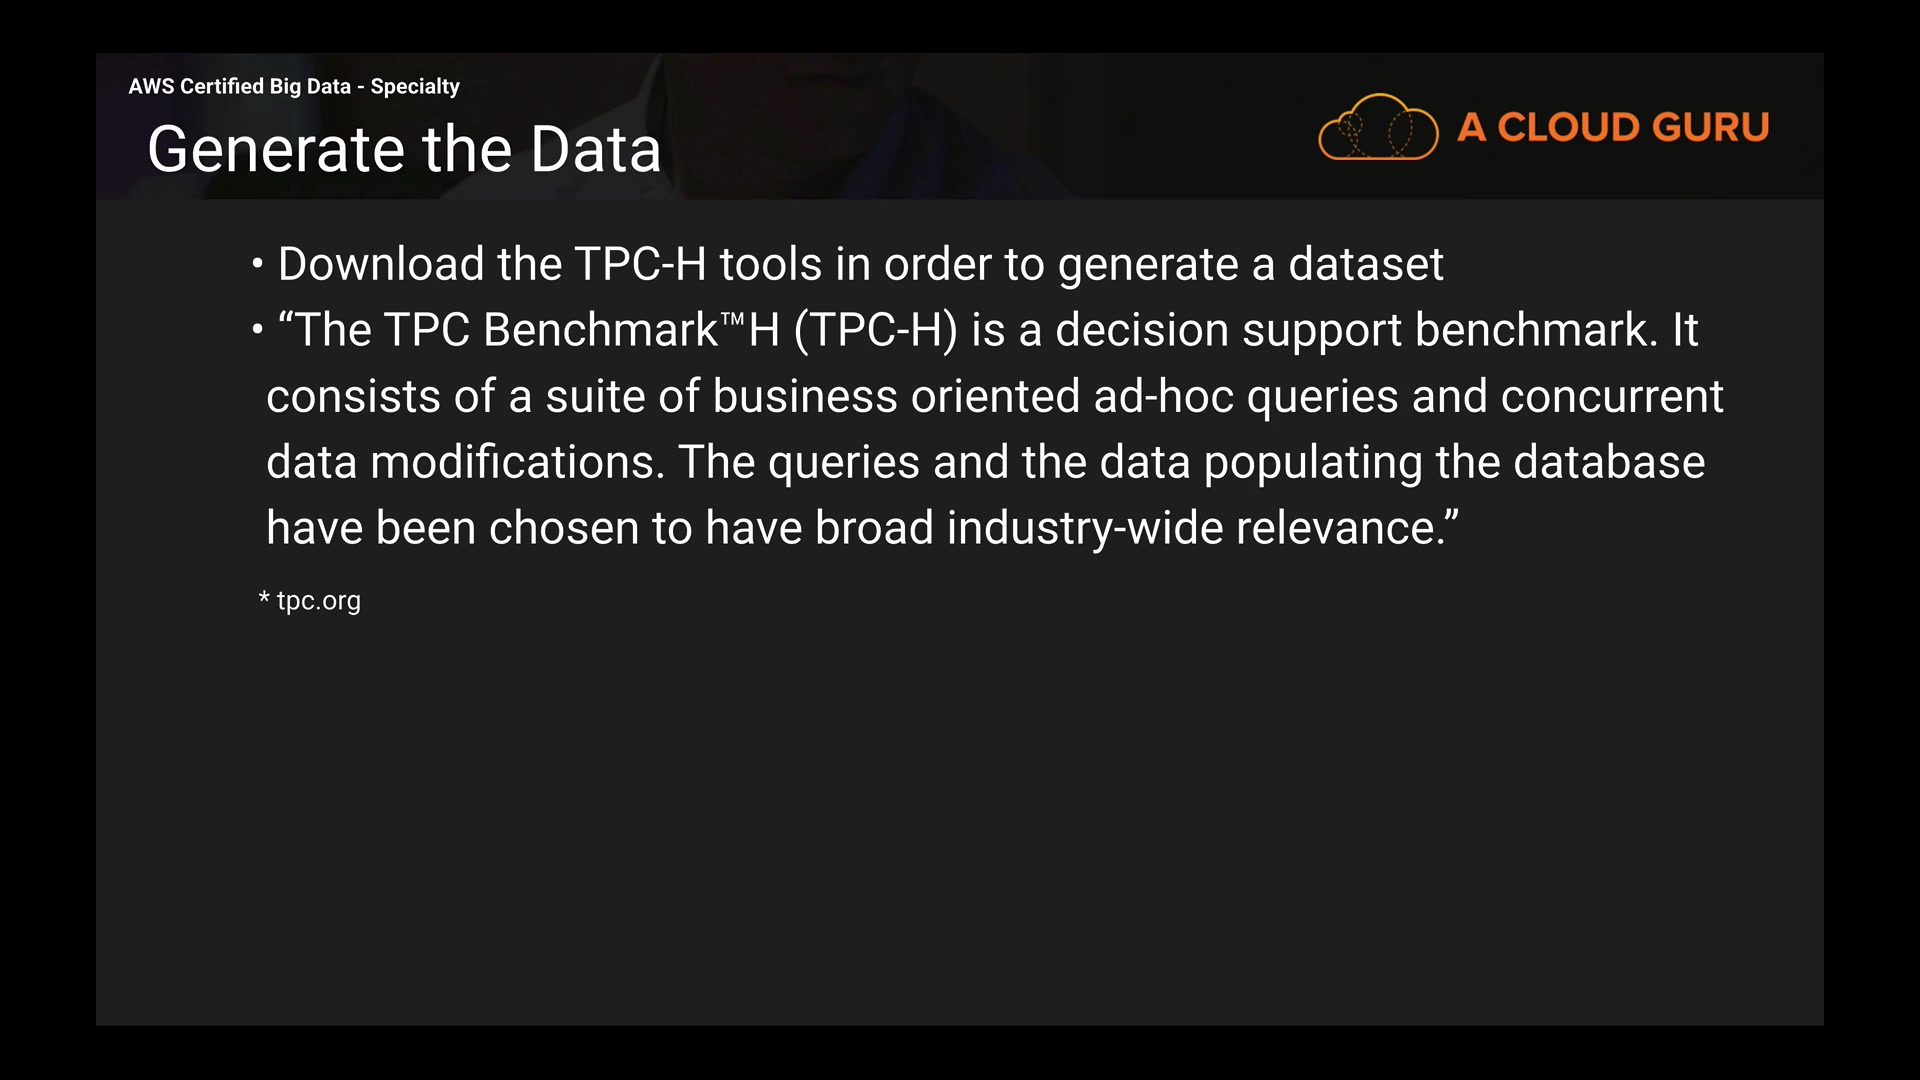 AWS Certified Big Data - Specialty
Generate the Data
A CLOUD GURU
• Download the TPC-H tools in order to generate a dataset
• “The TPC Benchmark™H (TPC-H) is a decision support benchmark. It
consists of a suite of business oriented ad-hoc queries and concurrent
data modifications. The queries and the data populating the database
have been chosen to have broad industry-wide relevance.”
* tpc.org